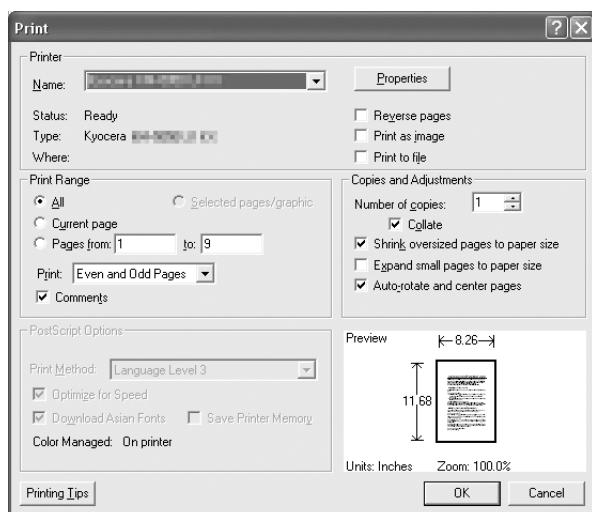 Print
Printer
Name:
Properties
Status: Ready
Type: Kyocera
Where:
Reverse pages
Print as image
Print to file
Print Range
All
Selected pages/graphic
Current page
Pages from: 1 to: 9
Print: Even and Odd Pages
Comments
Copies and Adjustments
Number of copies: 1
Collate
Shrink oversized pages to paper size
Expand small pages to paper size
Auto-rotate and center pages
PostScript Options
Print Method: Language Level 3
Optimize for Speed
Download Asian Fonts Save Printer Memory
Color Managed: On printer
Preview
8.26
11.68
Units: Inches Zoom: 100.0%
Printing Tips
OK
Cancel